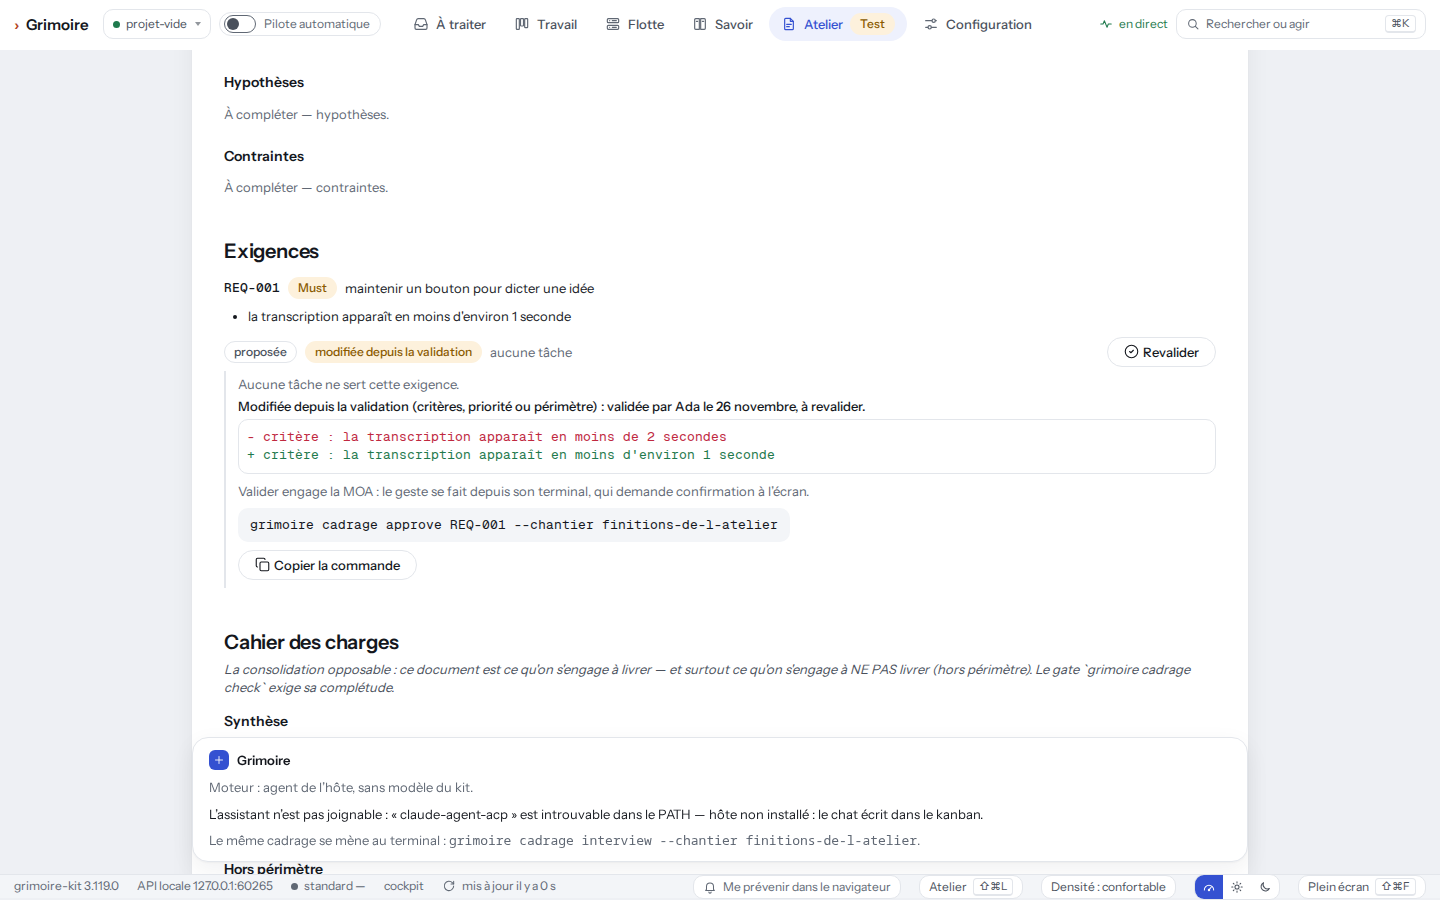 › Grimoire
projet-vide
Pilote automatique
À traiter
Travail
Flotte
Savoir
Atelier Test
Configuration
en direct
Rechercher ou agir ⌘K
Hypothèses
À compléter — hypothèses.
Contraintes
À compléter — contraintes.
Exigences
REQ-001 Must maintenir un bouton pour dicter une idée
• la transcription apparaît en moins d'environ 1 seconde
proposée modifiée depuis la validation aucune tâche Revalider
Aucune tâche ne sert cette exigence.
Modifiée depuis la validation (critères, priorité ou périmètre) : validée par Ada le 26 novembre, à revalider.
- critère : la transcription apparaît en moins de 2 secondes
+ critère : la transcription apparaît en moins d'environ 1 seconde
Valider engage la MOA : le geste se fait depuis son terminal, qui demande confirmation à l'écran.
grimoire cadrage approve REQ-001 --chantier finitions-de-l-atelier
Copier la commande
Cahier des charges
La consolidation opposable : ce document est ce qu'on s'engage à livrer — et surtout ce qu'on s'engage à NE PAS livrer (hors périmètre). Le gate `grimoire cadrage
check` exige sa complétude.
Synthèse
Grimoire
Moteur : agent de l'hôte, sans modèle du kit.
L'assistant n'est pas joignable : « claude-agent-acp » est introuvable dans le PATH — hôte non installé : le chat écrit dans le kanban.
Le même cadrage se mène au terminal : grimoire cadrage interview --chantier finitions-de-l-atelier.
Hors périmètre
grimoire-kit 3.119.0
API locale 127.0.0.1:60265
standard —
cockpit
mis à jour il y a 0 s
Me prévenir dans le navigateur
Atelier ⇧⌘L
Densité : confortable
Plein écran ⇧⌘F